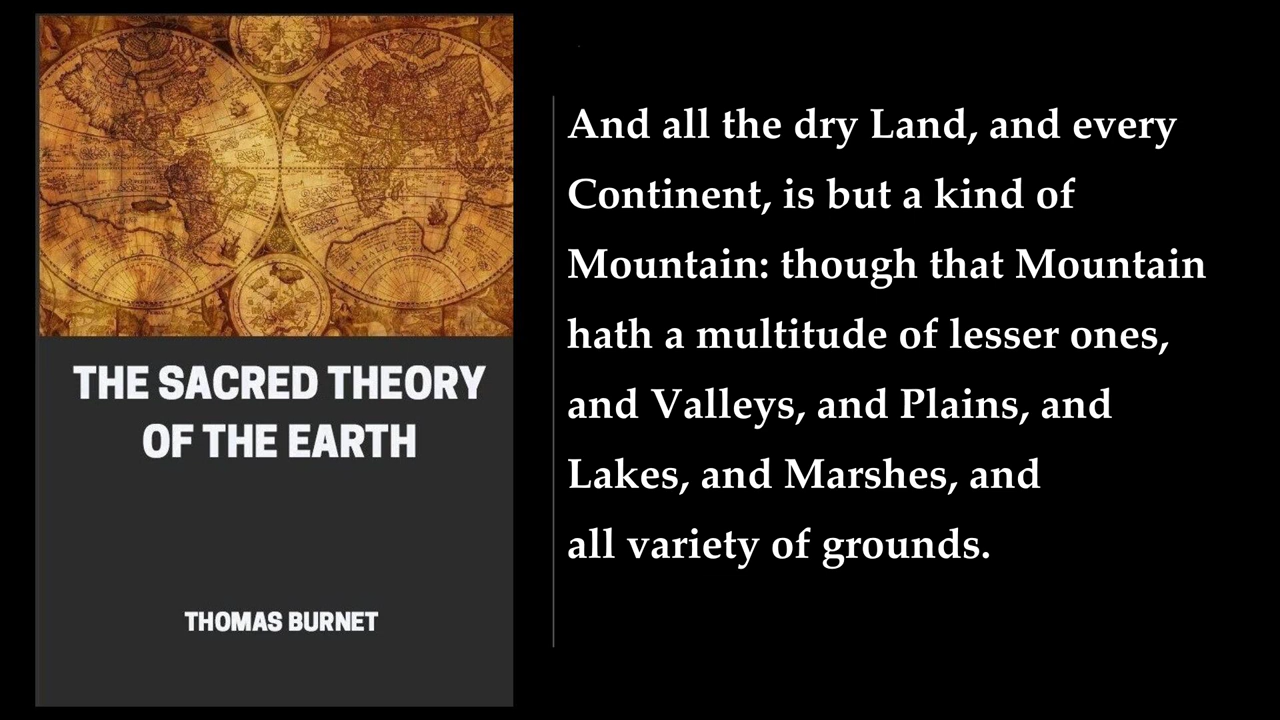 THE SACRED THEORY
OF THE EARTH
THOMAS BURNET
And all the dry Land, and every
Continent, is but a kind of
Mountain: though that Mountain
hath a multitude of lesser ones,
and Valleys, and Plains, and
Lakes, and Marshes, and
all variety of grounds.